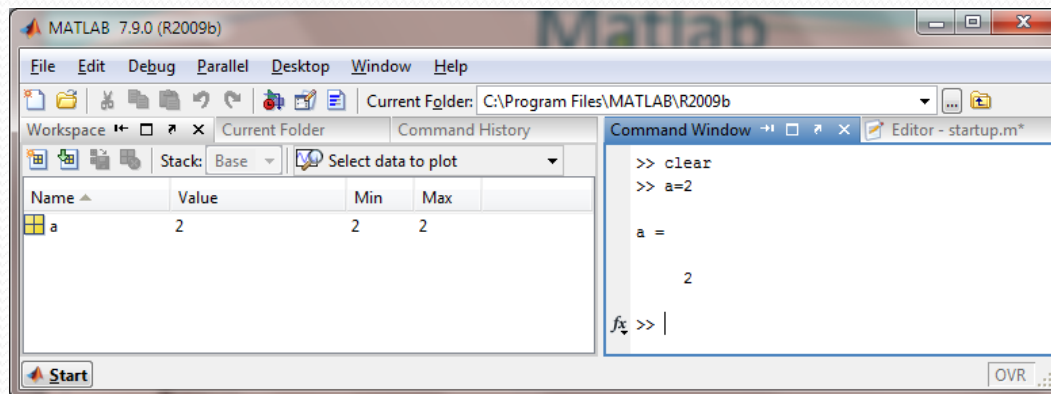 Matlab
MATLAB 7.9.0 (R2009b)
File Edit Debug Parallel Desktop Window Help
Current Folder: C:\Program Files\MATLAB\R2009b
Workspace Current Folder Command History
Stack: Base Select data to plot
Name Value Min Max
a 2 2 2
Command Window Editor - startup.m*
>> clear
>> a=2
a =
2
fx >>
Start
OVR